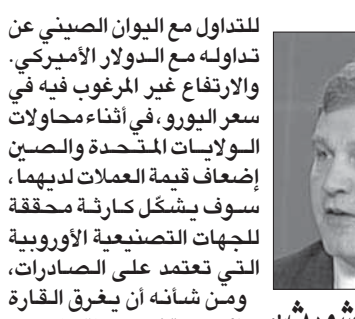 للتداول مع اليوان الصيني عن
تداوله مع الدولار الأميركي.
والارتفاع غير المرغوب فيه في
سعر اليورو، في أثناء محاولات
الولايات المتحدة والصين
إضعاف قيمة العملات لديهما،
سوف يشكّل كارثة محققة
للجهات التصنيعية الأوروبية
التي تعتمد على الصادرات،
ومن شأنه أن يغرق القارة